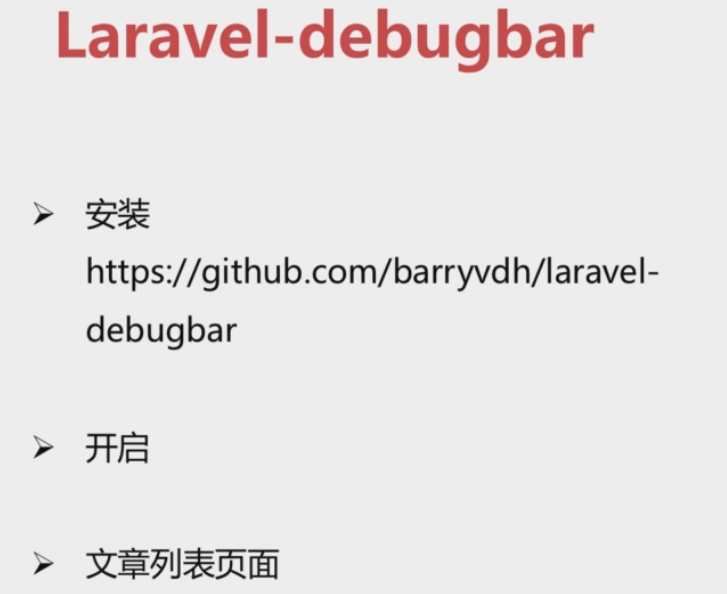 Laravel-debugbar
安装
https://github.com/barryvdh/laravel-
debugbar
开启
文章列表页面